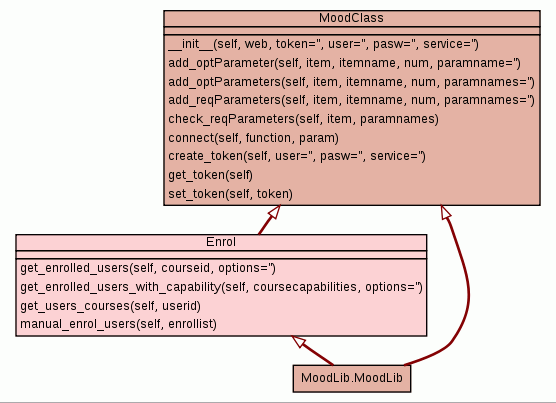 MoodClass
__init__(self, web, token='', user='', pasw='', service='')
add_optParameter(self, item, itemname, num, paramname='')
add_optParameters(self, item, itemname, num, paramnames='')
add_reqParameters(self, item, itemname, num, paramnames='')
check_reqParameters(self, item, paramnames)
connect(self, function, param)
create_token(self, user='', pasw='', service='')
get_token(self)
set_token(self, token)
Enrol
get_enrolled_users(self, courseid, options='')
get_enrolled_users_with_capability(self, coursecapabilities, options='')
get_users_courses(self, userid)
manual_enrol_users(self, enrollist)
MoodLib.MoodLib